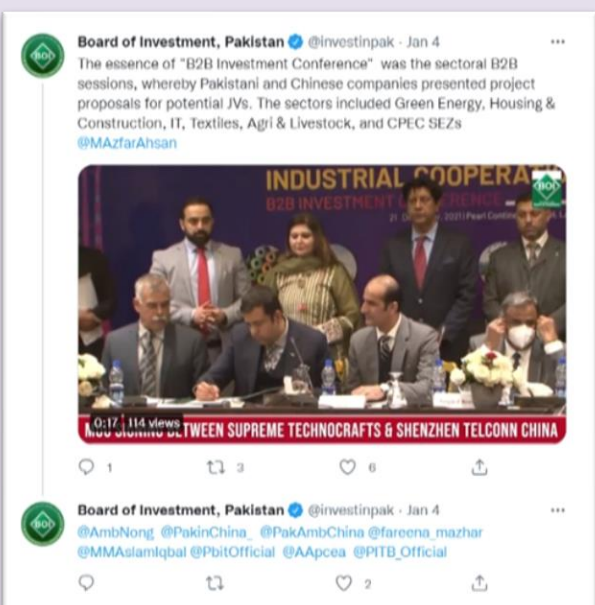 Board of Investment, Pakistan @investinpak · Jan 4
The essence of "B2B Investment Conference" was the sectoral B2B
sessions, whereby Pakistani and Chinese companies presented project
proposals for potential JVs. The sectors included Green Energy, Housing &
Construction, IT, Textiles, Agri & Livestock, and CPEC SEZs
@MAzfarAhsan
INDUSTRIAL COOPERA
B2B INVESTMENT
BOI
0:17 114 views
MOU SIGNING BETWEEN SUPREME TECHNOCRAFTS & SHENZHEN TELCONN CHINA
1 3 6
Board of Investment, Pakistan @investinpak · Jan 4
@AmbNong @PakinChina_ @PakAmbChina @fareena_mazhar
@MMAslamIqbal @PbitOfficial @AApcea @PITB_Official
2